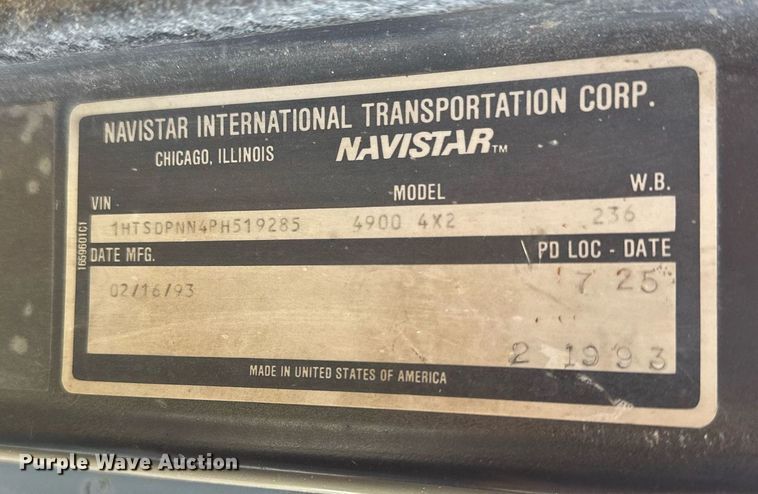 NAVISTAR INTERNATIONAL TRANSPORTATION CORP.
CHICAGO, ILLINOIS NAVISTAR™
VIN MODEL W.B.
1HTSDPNN4PH519285 4900 4X2 236
DATE MFG. PD LOC - DATE
02/16/93 7 25
2 1993
MADE IN UNITED STATES OF AMERICA
1669601C1
Purple Wave Auction